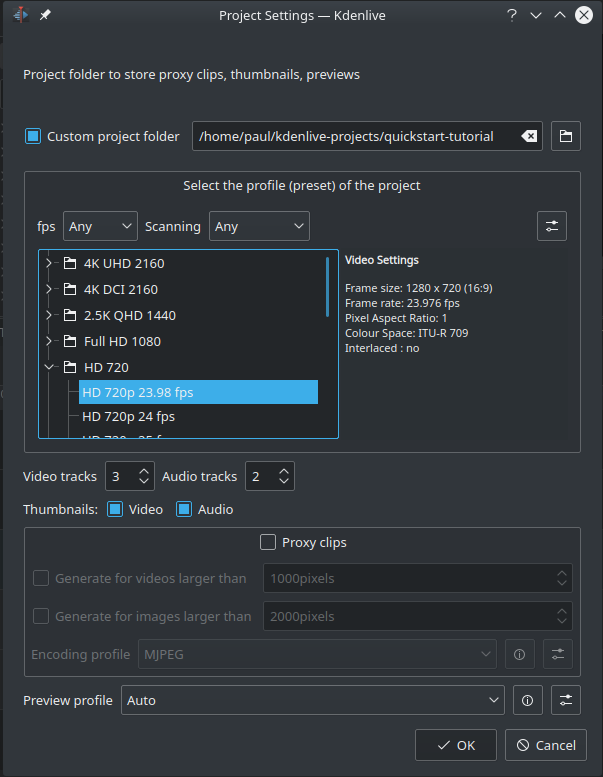 Project Settings — Kdenlive
Project folder to store proxy clips, thumbnails, previews
Custom project folder /home/paul/kdenlive-projects/quickstart-tutorial
Select the profile (preset) of the project
fps Any Scanning Any
4K UHD 2160
4K DCI 2160
2.5K QHD 1440
Full HD 1080
HD 720
HD 720p 23.98 fps
HD 720p 24 fps
Video Settings
Frame size: 1280 x 720 (16:9)
Frame rate: 23.976 fps
Pixel Aspect Ratio: 1
Colour Space: ITU-R 709
Interlaced : no
Video tracks 3 Audio tracks 2
Thumbnails: Video Audio
Proxy clips
Generate for videos larger than 1000pixels
Generate for images larger than 2000pixels
Encoding profile MJPEG
Preview profile Auto
OK Cancel